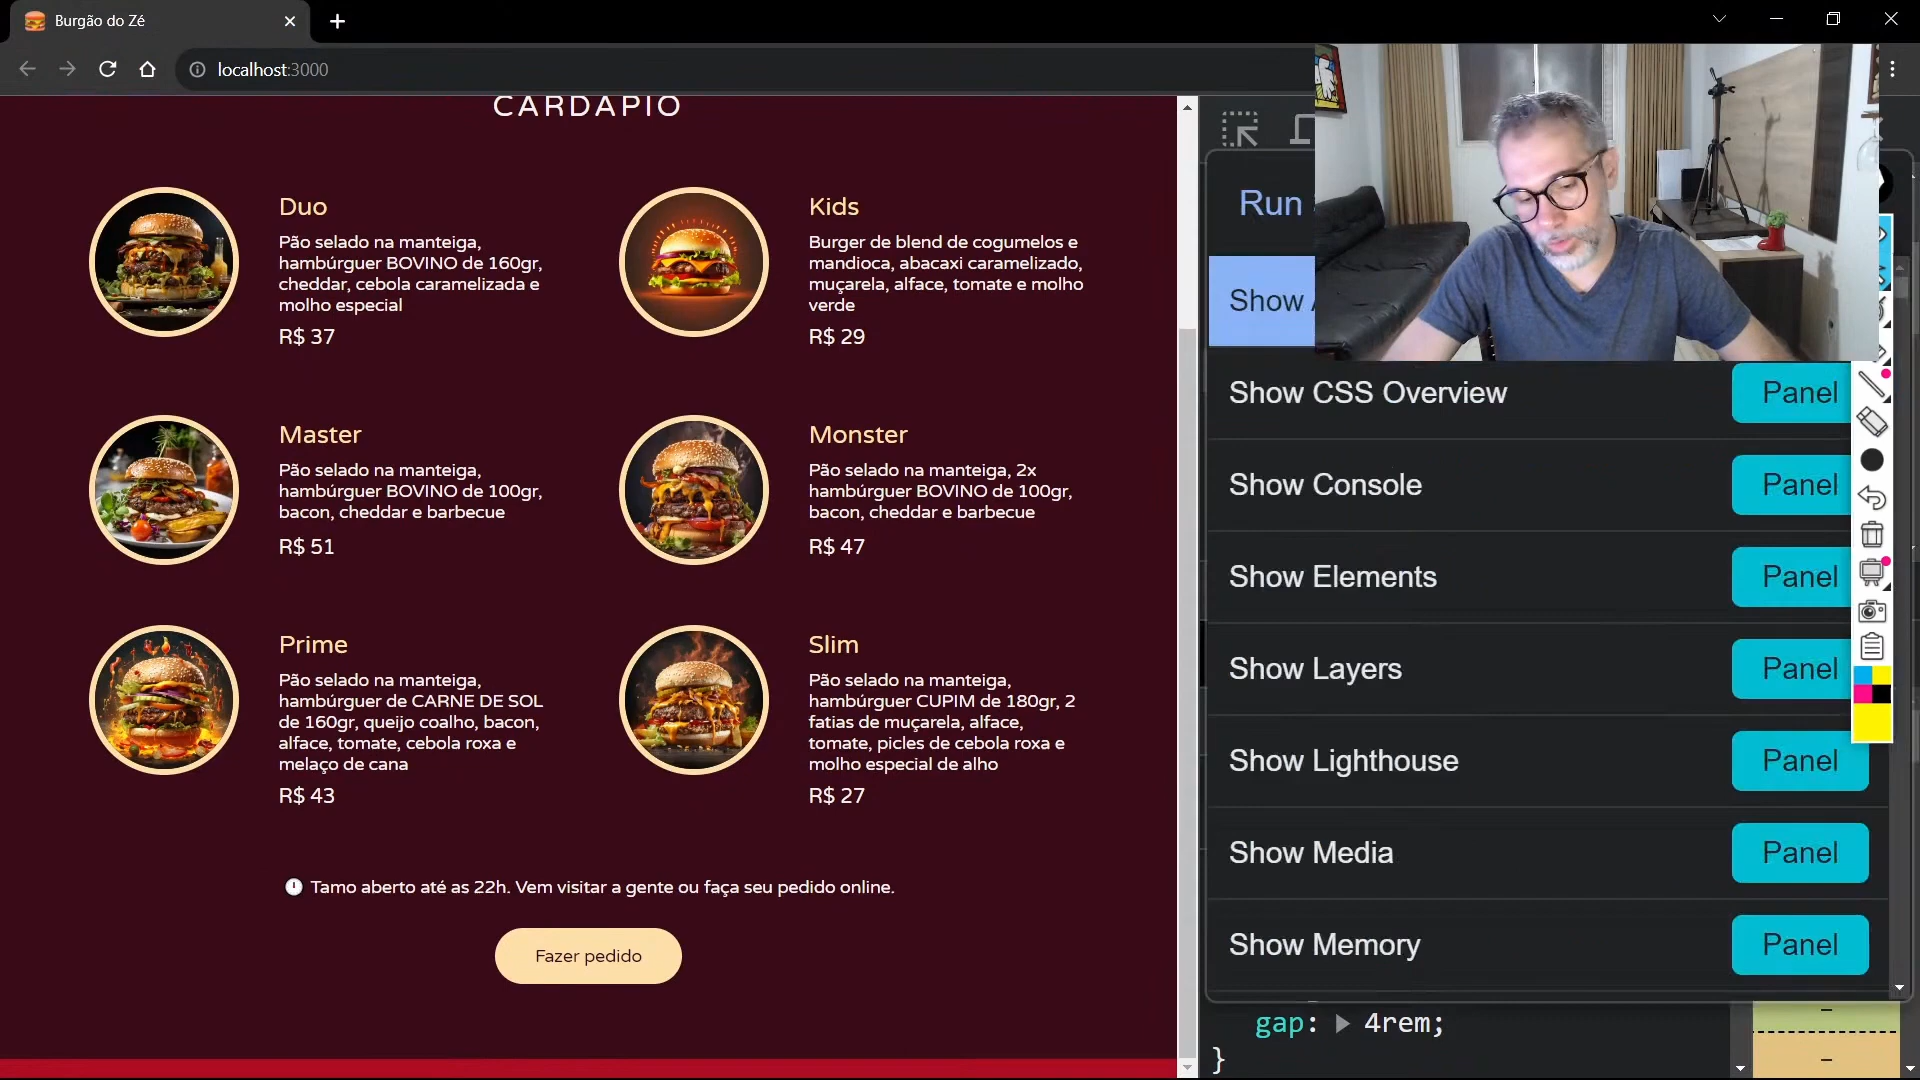 Burgão do Zé
localhost:3000
CARDÁPIO
Duo
Pão selado na manteiga,
hambúrguer BOVINO de 160gr,
cheddar, cebola caramelizada e
molho especial
R$ 37
Kids
Burger de blend de cogumelos e
mandioca, abacaxi caramelizado,
muçarela, alface, tomate e molho
verde
R$ 29
Master
Pão selado na manteiga,
hambúrguer BOVINO de 100gr,
bacon, cheddar e barbecue
R$ 51
Monster
Pão selado na manteiga, 2x
hambúrguer BOVINO de 100gr,
bacon, cheddar e barbecue
R$ 47
Prime
Pão selado na manteiga,
hambúrguer de CARNE DE SOL
de 160gr, queijo coalho, bacon,
alface, tomate, cebola roxa e
melaço de cana
R$ 43
Slim
Pão selado na manteiga,
hambúrguer CUPIM de 180gr, 2
fatias de muçarela, alface,
tomate, picles de cebola roxa e
molho especial de alho
R$ 27
Tamo aberto até as 22h. Vem visitar a gente ou faça seu pedido online.
Fazer pedido
Run
Show
Show CSS Overview Panel
Show Console Panel
Show Elements Panel
Show Layers Panel
Show Lighthouse Panel
Show Media Panel
Show Memory Panel
gap: 4rem;
}